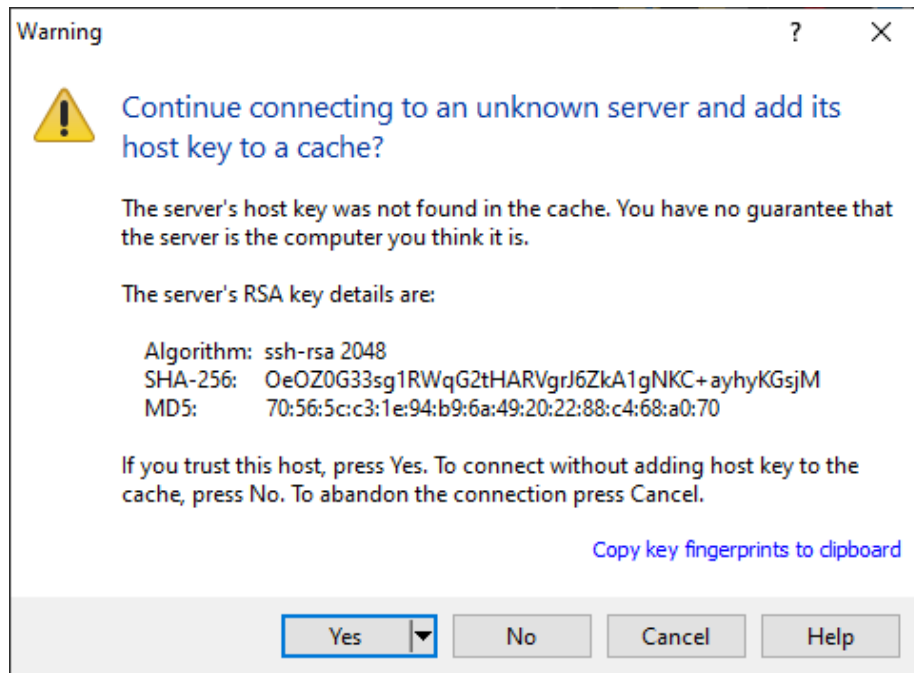 Warning
?
Continue connecting to an unknown server and add its
host key to a cache?
The server's host key was not found in the cache. You have no guarantee that
the server is the computer you think it is.
The server's RSA key details are:
Algorithm: ssh-rsa 2048
SHA-256: OeOZ0G33sg1RWqG2tHARVgrJ6ZkA1gNKC+ayhyKGsjM
MD5: 70:56:5c:c3:1e:94:b9:6a:49:20:22:88:c4:68:a0:70
If you trust this host, press Yes. To connect without adding host key to the
cache, press No. To abandon the connection press Cancel.
Copy key fingerprints to clipboard
Yes No Cancel Help